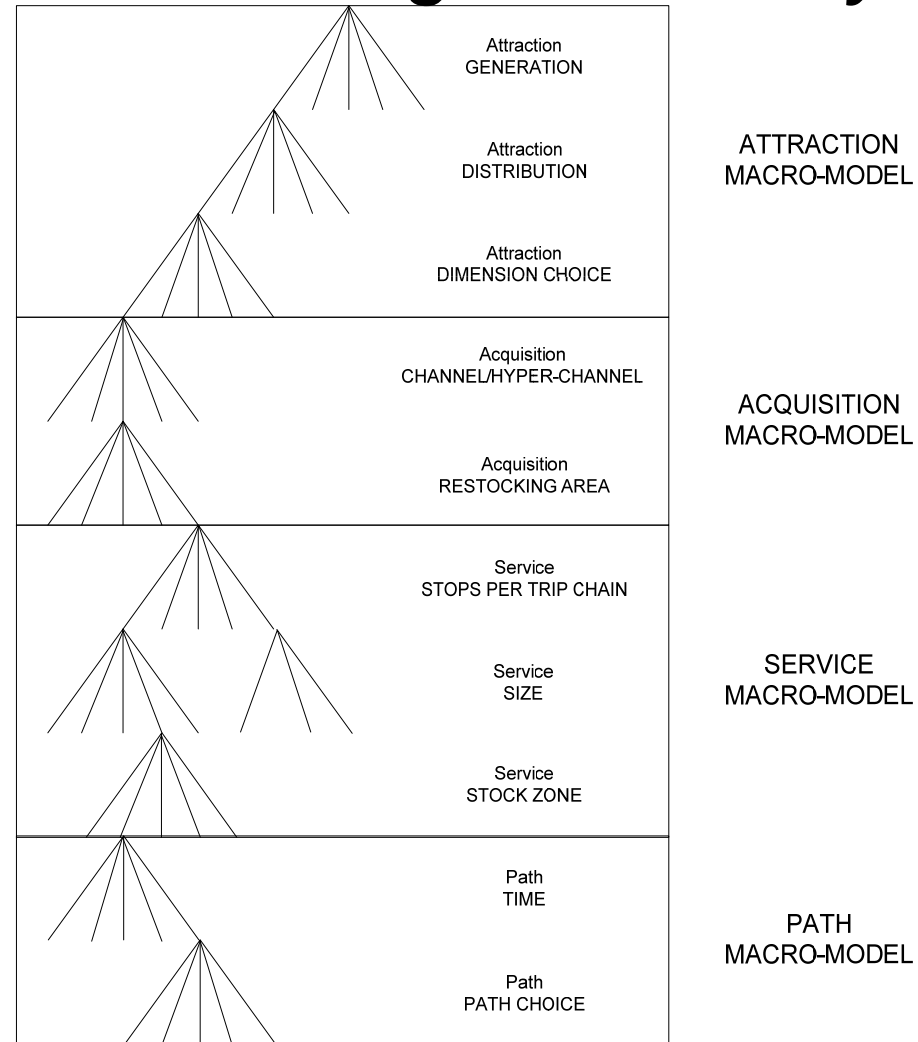 Attraction
GENERATION
Attraction
DISTRIBUTION
ATTRACTION
MACRO-MODEL
Attraction
DIMENSION CHOICE
Acquisition
CHANNEL/HYPER-CHANNEL
ACQUISITION
MACRO-MODEL
Acquisition
RESTOCKING AREA
Service
STOPS PER TRIP CHAIN
Service
SIZE
SERVICE
MACRO-MODEL
Service
STOCK ZONE
Path
TIME
PATH
MACRO-MODEL
Path
PATH CHOICE